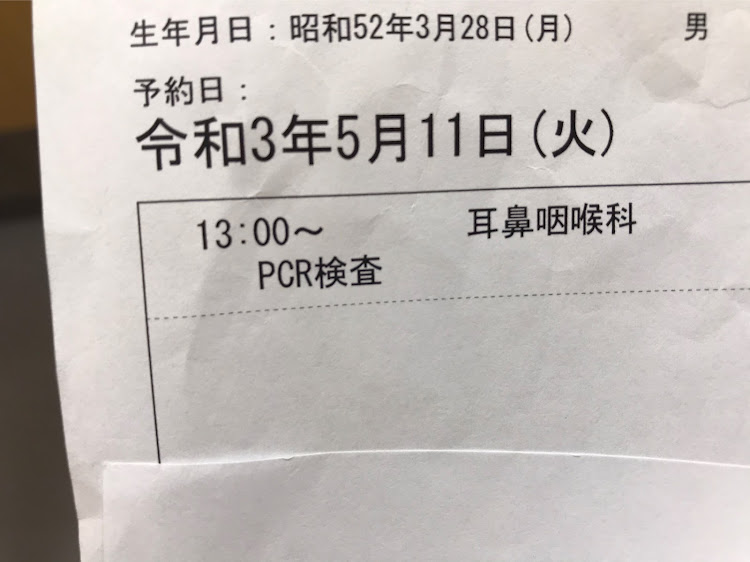 生年月日：昭和52年3月28日(月) 男
予約日：
令和3年5月11日(火)
13:00～ 耳鼻咽喉科
PCR検査